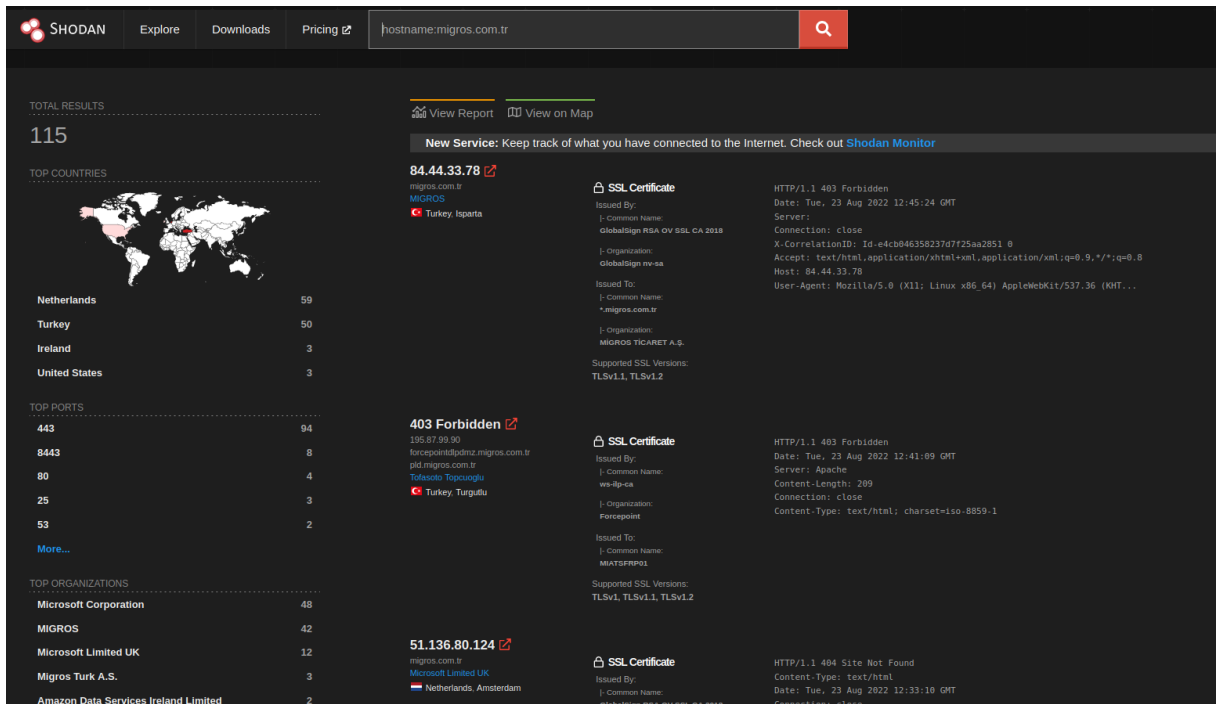 SHODAN
Explore
Downloads
Pricing
hostname:migros.com.tr
TOTAL RESULTS
115
TOP COUNTRIES
Netherlands 59
Turkey 50
Ireland 3
United States 3
TOP PORTS
443 94
8443 8
80 4
25 3
53 2
More...
TOP ORGANIZATIONS
Microsoft Corporation 48
MIGROS 42
Microsoft Limited UK 12
Migros Turk A.S. 3
Amazon Data Services Ireland Limited 2
View Report
View on Map
New Service: Keep track of what you have connected to the Internet. Check out Shodan Monitor
84.44.33.78
migros.com.tr
MIGROS
Turkey, Isparta
SSL Certificate
Issued By:
|- Common Name:
GlobalSign RSA OV SSL CA 2018
|- Organization:
GlobalSign nv-sa
Issued To:
|- Common Name:
*.migros.com.tr
|- Organization:
MİGROS TİCARET A.Ş.
Supported SSL Versions:
TLSv1.1, TLSv1.2
HTTP/1.1 403 Forbidden
Date: Tue, 23 Aug 2022 12:45:24 GMT
Server:
Connection: close
X-CorrelationID: Id-e4cb046358237d7f25aa2851 0
Accept: text/html,application/xhtml+xml,application/xml;q=0.9,*/*;q=0.8
Host: 84.44.33.78
User-Agent: Mozilla/5.0 (X11; Linux x86_64) AppleWebKit/537.36 (KHT...
403 Forbidden
195.87.99.90
forcepointdlpdmz.migros.com.tr
pld.migros.com.tr
Tofasoto Topcuoglu
Turkey, Turgutlu
SSL Certificate
Issued By:
|- Common Name:
ws-ilp-ca
|- Organization:
Forcepoint
Issued To:
|- Common Name:
MIATSFRP01
Supported SSL Versions:
TLSv1, TLSv1.1, TLSv1.2
HTTP/1.1 403 Forbidden
Date: Tue, 23 Aug 2022 12:41:09 GMT
Server: Apache
Content-Length: 209
Connection: close
Content-Type: text/html; charset=iso-8859-1
51.136.80.124
migros.com.tr
Microsoft Limited UK
Netherlands, Amsterdam
SSL Certificate
Issued By:
|- Common Name:
GlobalSign RSA OV SSL CA 2018
HTTP/1.1 404 Site Not Found
Content-Type: text/html
Date: Tue, 23 Aug 2022 12:33:10 GMT
Connection: close